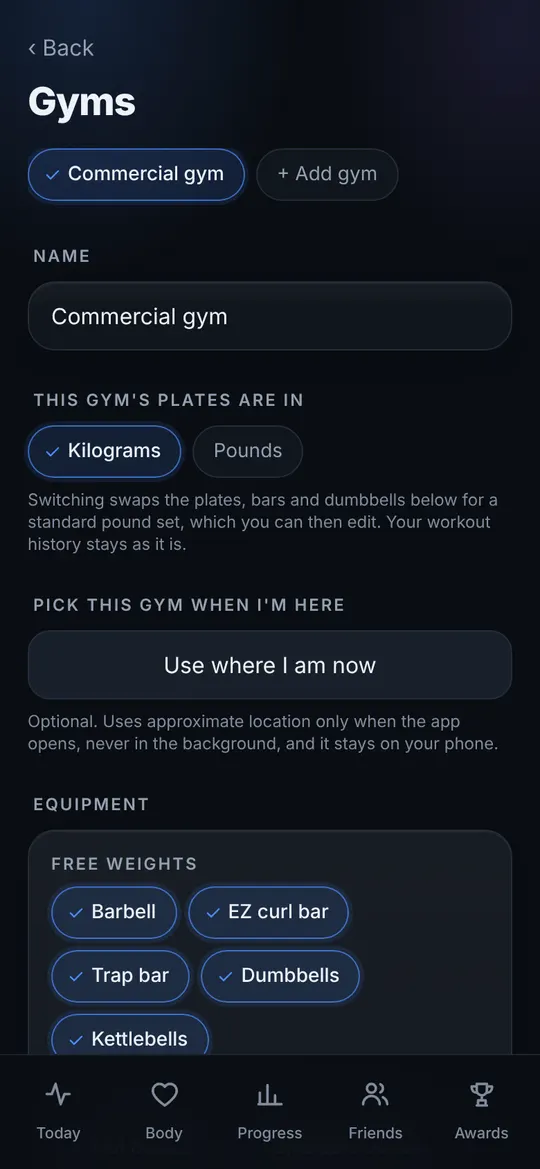 ‹ Back
Gyms
✓ Commercial gym + Add gym
NAME
Commercial gym
THIS GYM'S PLATES ARE IN
✓ Kilograms Pounds
Switching swaps the plates, bars and dumbbells below for a
standard pound set, which you can then edit. Your workout
history stays as it is.
PICK THIS GYM WHEN I'M HERE
Use where I am now
Optional. Uses approximate location only when the app
opens, never in the background, and it stays on your phone.
EQUIPMENT
FREE WEIGHTS
✓ Barbell ✓ EZ curl bar
✓ Trap bar ✓ Dumbbells
✓ Kettlebells
Today Body Progress Friends Awards